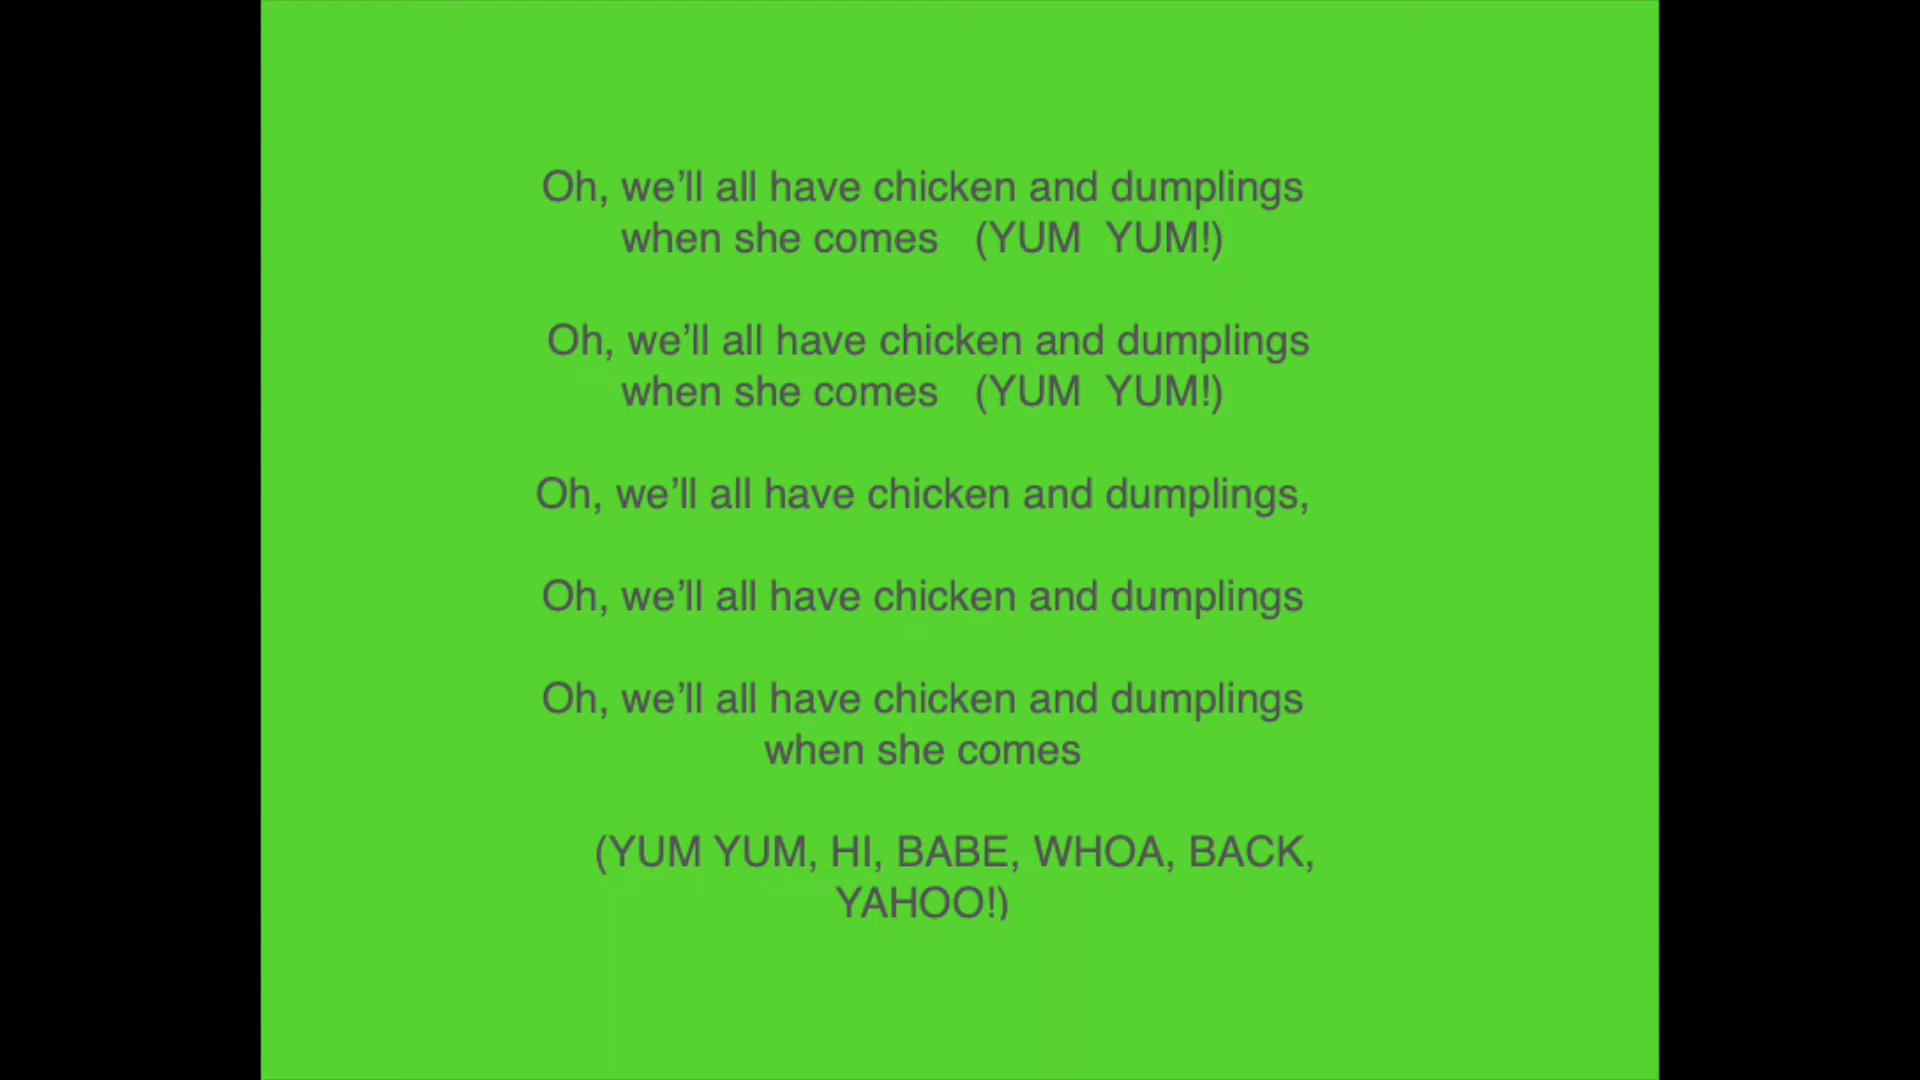 Oh, we’ll all have chicken and dumplings
when she comes   (YUM  YUM!)
Oh, we’ll all have chicken and dumplings
when she comes   (YUM  YUM!)
Oh, we’ll all have chicken and dumplings,
Oh, we’ll all have chicken and dumplings
Oh, we’ll all have chicken and dumplings
when she comes
(YUM YUM, HI, BABE, WHOA, BACK,
YAHOO!)